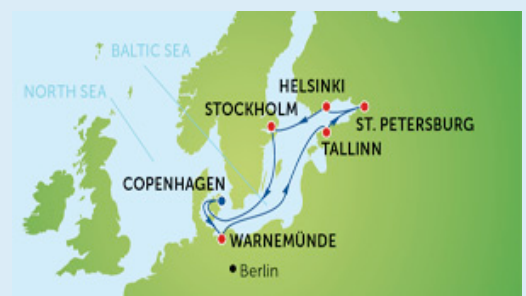 BALTIC SEA
NORTH SEA
HELSINKI
STOCKHOLM
ST. PETERSBURG
TALLINN
COPENHAGEN
WARNEMÜNDE
Berlin